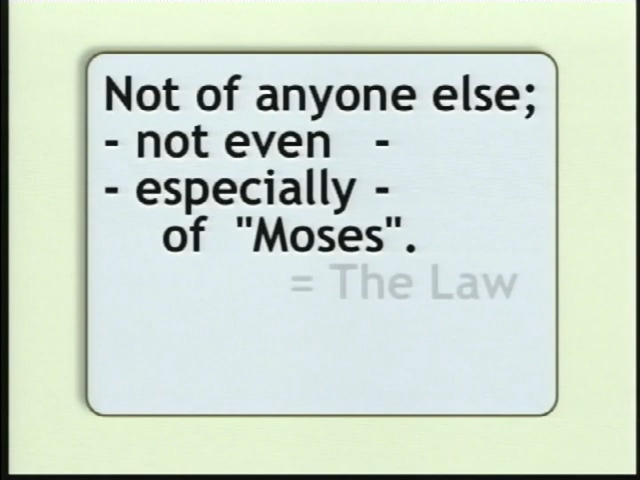 Not of anyone else;
- not even -
- especially -
of "Moses".
= The Law